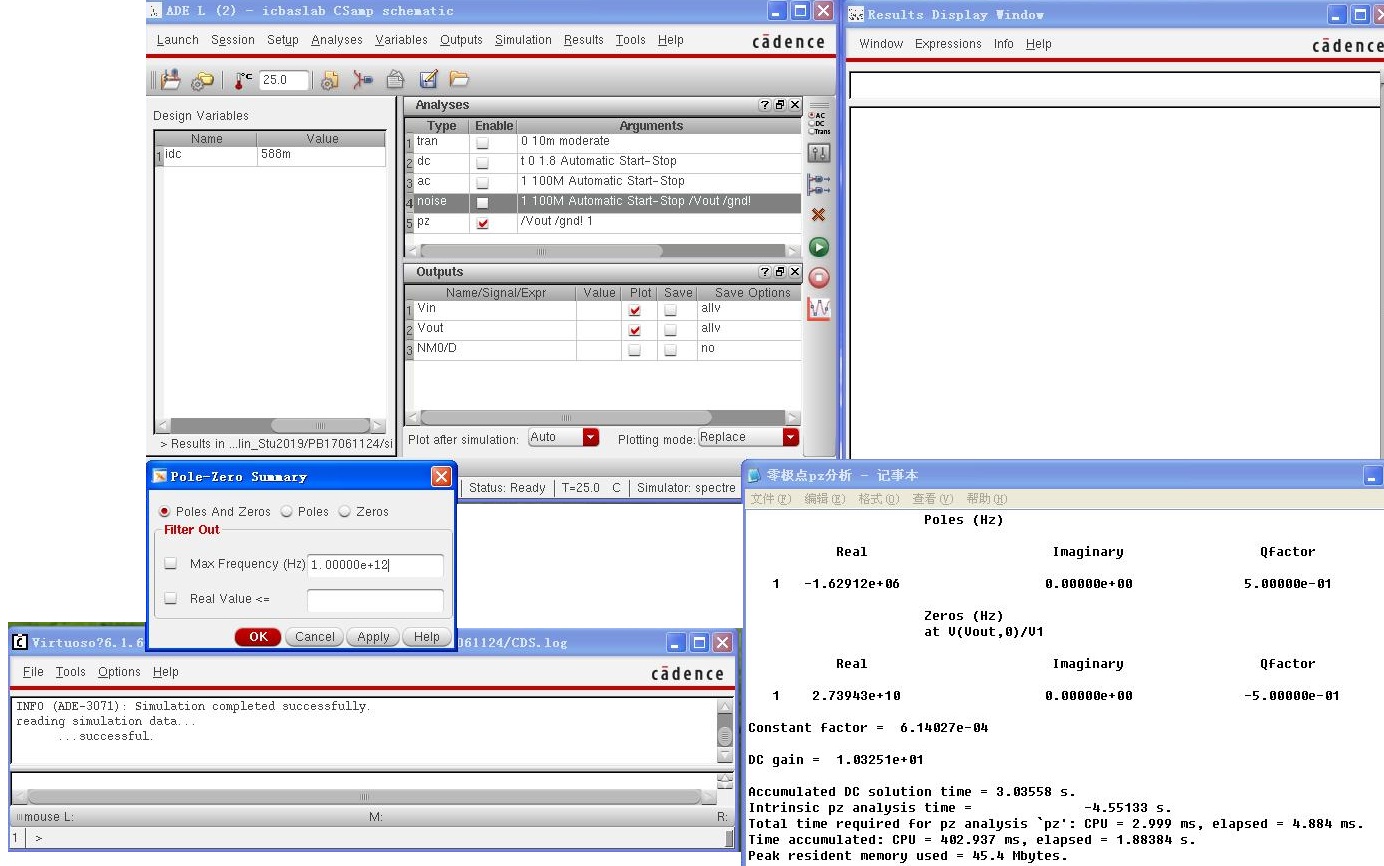 ADE L (2) - icbaslab CSamp schematic
Launch Session Setup Analyses Variables Outputs Simulation Results Tools Help cādence
°C 25.0
Design Variables
Name Value
1 idc 588m
> Results in ...lin_Stu2019/PB17061124/si
Analyses
Type Enable Arguments
1 tran 0 10m moderate
2 dc t 0 1.8 Automatic Start-Stop
3 ac 1 100M Automatic Start-Stop
4 noise 1 100M Automatic Start-Stop /Vout /gnd!
5 pz /Vout /gnd! 1
Outputs
Name/Signal/Expr Value Plot Save Save Options
1 Vin allv
2 Vout allv
3 NM0/D no
Plot after simulation: Auto Plotting mode: Replace
AC
DC
Trans
Status: Ready T=25.0 C Simulator: spectre
Results Display Window
Window Expressions Info Help cādence
Pole-Zero Summary
Poles And Zeros Poles Zeros
Filter Out
Max Frequency (Hz) 1.00000e+12
Real Value <=
OK Cancel Apply Help
Virtuoso?6.1.6 061124/CDS.log
File Tools Options Help cādence
INFO (ADE-3071): Simulation completed successfully.
reading simulation data...
...successful.
mouse L: M: R:
1 >
零极点pz分析 - 记事本
文件(F) 编辑(E) 格式(O) 查看(V) 帮助(H)
Poles (Hz)
Real Imaginary Qfactor
1 -1.62912e+06 0.00000e+00 5.00000e-01
Zeros (Hz)
at V(Vout,0)/V1
Real Imaginary Qfactor
1 2.73943e+10 0.00000e+00 -5.00000e-01
Constant factor = 6.14027e-04
DC gain = 1.03251e+01
Accumulated DC solution time = 3.03558 s.
Intrinsic pz analysis time = -4.55133 s.
Total time required for pz analysis `pz': CPU = 2.999 ms, elapsed = 4.884 ms.
Time accumulated: CPU = 402.937 ms, elapsed = 1.88384 s.
Peak resident memory used = 45.4 Mbytes.